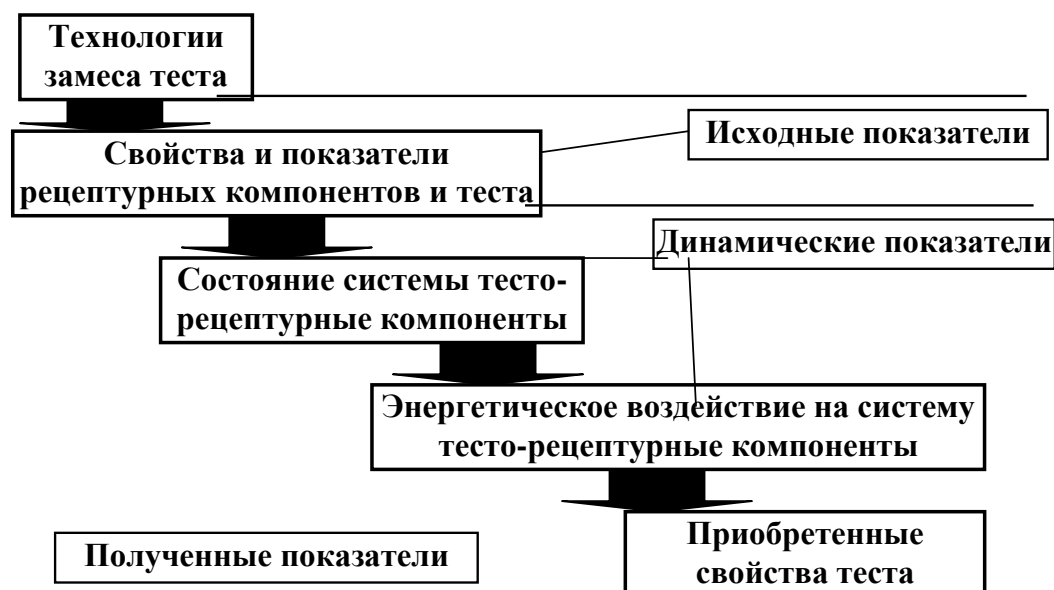 Технологии
замеса теста
Исходные показатели
Свойства и показатели
рецептурных компонентов и теста
Динамические показатели
Состояние системы тесто-
рецептурные компоненты
Энергетическое воздействие на систему
тесто-рецептурные компоненты
Полученные показатели
Приобретенные
свойства теста